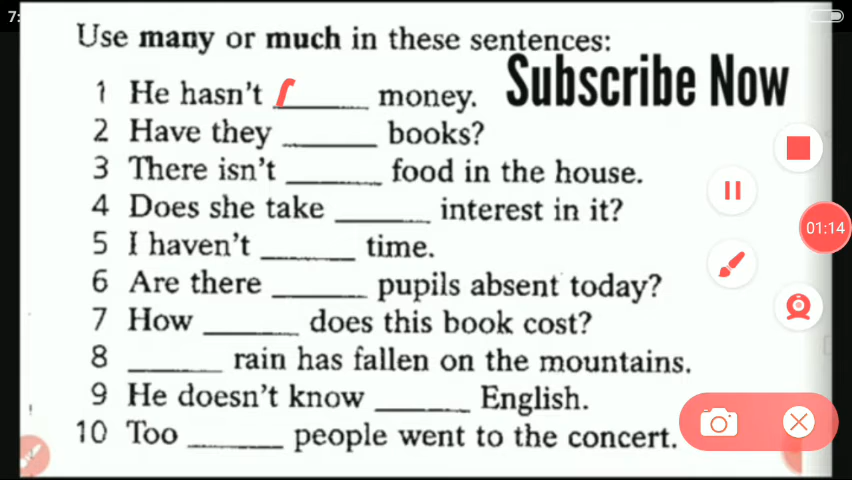 7:
Use many or much in these sentences:
Subscribe Now
1 He hasn't ______ money.
2 Have they ______ books?
3 There isn't ______ food in the house.
4 Does she take ______ interest in it?
5 I haven't ______ time.
6 Are there ______ pupils absent today?
7 How ______ does this book cost?
8 ______ rain has fallen on the mountains.
9 He doesn't know ______ English.
10 Too ______ people went to the concert.
01:14